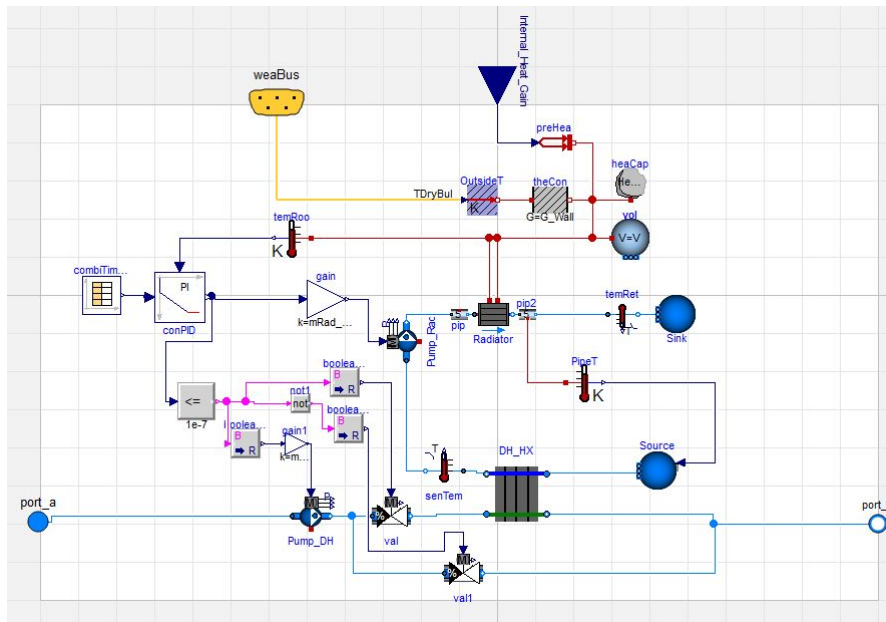 Internal_Heat_Gain
weaBus
preHea
heaCap
He...
OutsideT
theCon
TDryBul
K
G=G_Wall
vol
V=V
temRoo
K
combiTim...
PI
conPID
gain
k=mRad_...
P
M
Pump_Rad
pip
Radiator
pip2
temRet
T
Sink
PipeT
K
<=
1e-7
boolea...
B
R
not1
not
boolea...
B
R
boolea...
B
R
gain1
k=m...
T
senTem
DH_HX
Source
port_a
M
P
Pump_DH
M
%
val
M
%
val1
port_